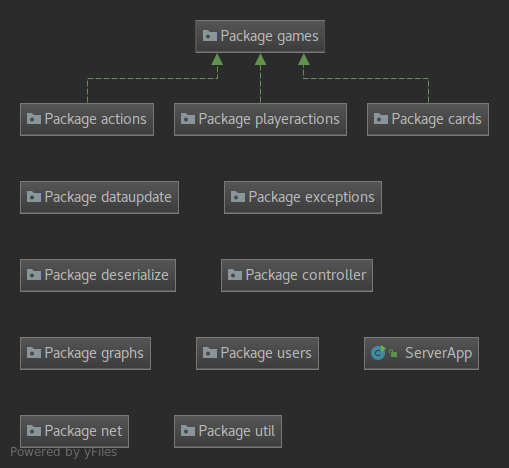 Package games
Package actions
Package playeractions
Package cards
Package dataupdate
Package exceptions
Package deserialize
Package controller
Package graphs
Package users
C ServerApp
Package net
Package util
Powered by yFiles